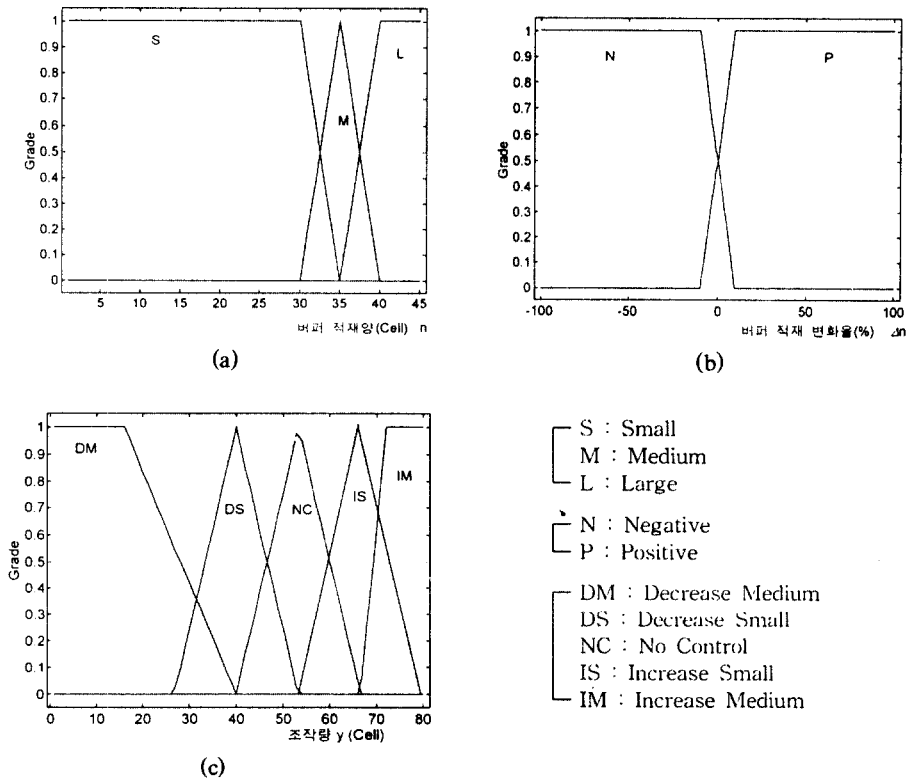 1
0.9
0.8
0.7
0.6
0.5
0.4
0.3
0.2
0.1
0
Grade
S
M
L
5 10 15 20 25 30 35 40 45
버퍼 적재양(Cell) n
(a)
1
0.9
0.8
0.7
0.6
0.5
0.4
0.3
0.2
0.1
0
Grade
N
P
-100 -50 0 50 100
버퍼 적재 변화율(%) Δn
(b)
1
0.9
0.8
0.7
0.6
0.5
0.4
0.3
0.2
0.1
0
Grade
DM
DS
NC
IS
IM
0 10 20 30 40 50 60 70 80
조작량 y (Cell)
(c)
S : Small
M : Medium
L : Large
N : Negative
P : Positive
DM : Decrease Medium
DS : Decrease Small
NC : No Control
IS : Increase Small
IM : Increase Medium